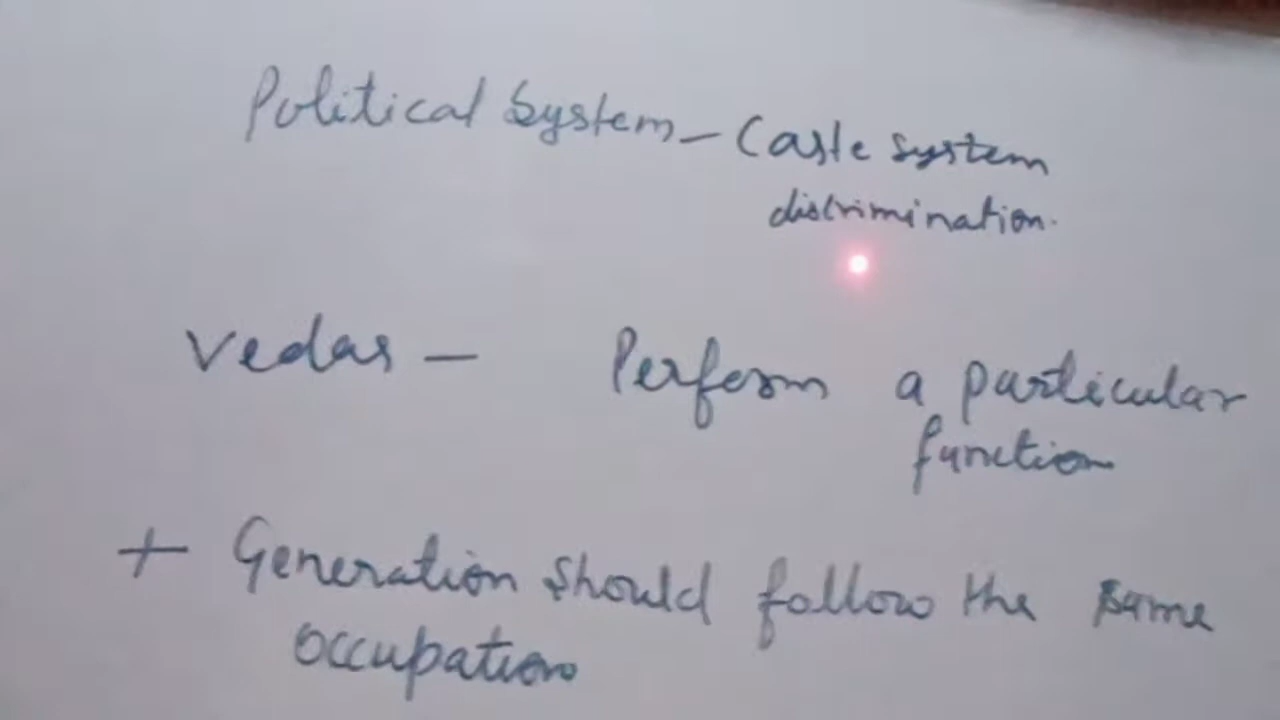 Political System - Caste system
discrimination.
Vedas - Perform a particular
function
+ Generation should follow the same
occupation